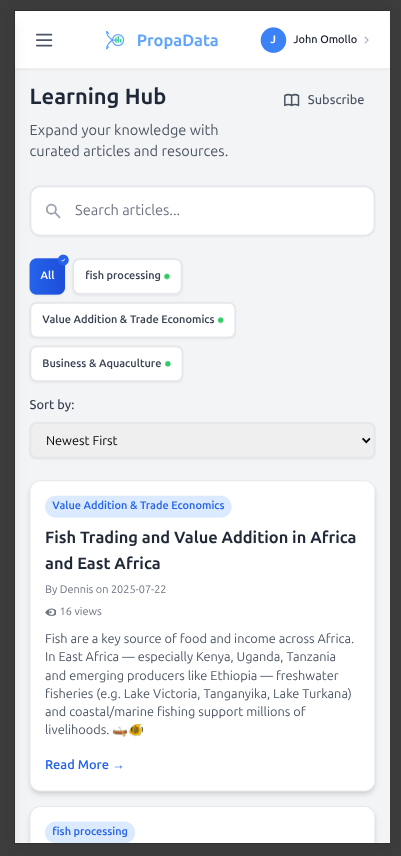 PropaData
J
John Omollo
Learning Hub
Subscribe
Expand your knowledge with
curated articles and resources.
Search articles...
All
fish processing
Value Addition & Trade Economics
Business & Aquaculture
Sort by:
Newest First
Value Addition & Trade Economics
Fish Trading and Value Addition in Africa
and East Africa
By Dennis on 2025-07-22
16 views
Fish are a key source of food and income across Africa.
In East Africa — especially Kenya, Uganda, Tanzania
and emerging producers like Ethiopia — freshwater
fisheries (e.g. Lake Victoria, Tanganyika, Lake Turkana)
and coastal/marine fishing support millions of
livelihoods. 🛶🐠
Read More →
fish processing